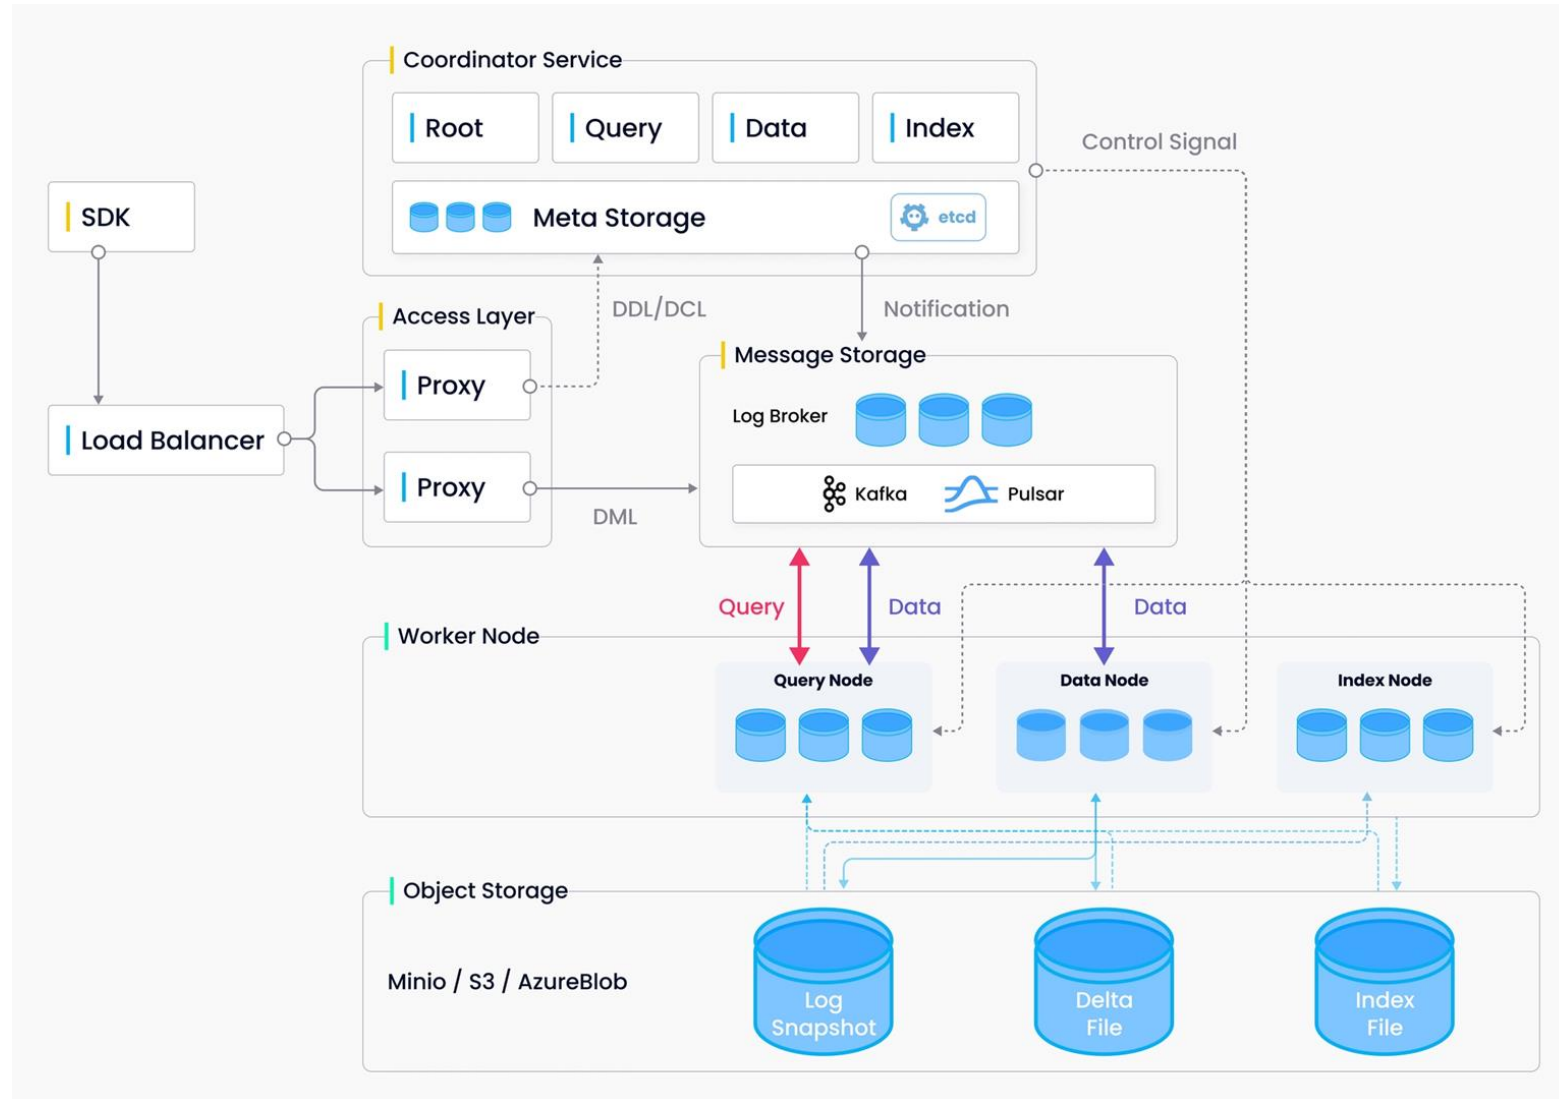 Coordinator Service
Root
Query
Data
Index
Control Signal
SDK
Meta Storage
etcd
DDL/DCL
Notification
Access Layer
Message Storage
Proxy
Log Broker
Load Balancer
Proxy
Kafka
Pulsar
DML
Query
Data
Data
Worker Node
Query Node
Data Node
Index Node
Object Storage
Minio / S3 / AzureBlob
Log
Snapshot
Delta
File
Index
File